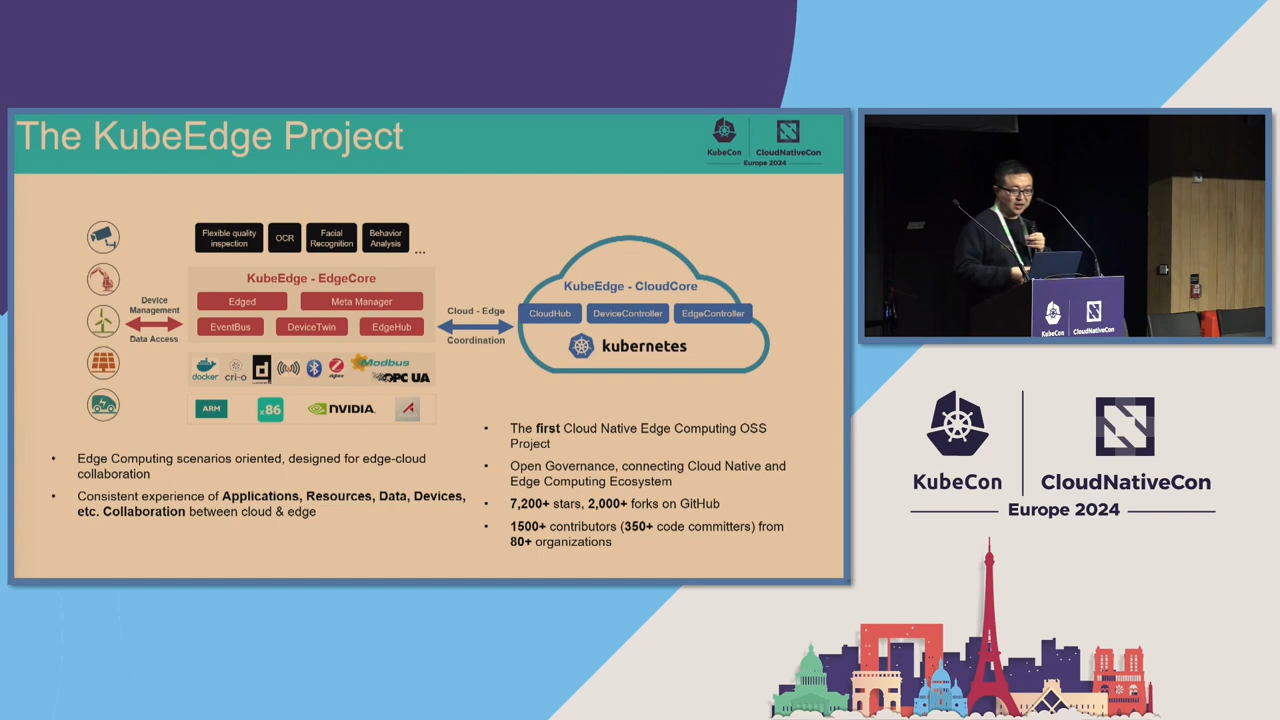 The KubeEdge Project
KubeCon
CloudNativeCon
Europe 2024
Flexible quality
inspection
OCR
Facial
Recognition
Behavior
Analysis
...
KubeEdge - EdgeCore
Edged
Meta Manager
EventBus
DeviceTwin
EdgeHub
Device
Management
Data Access
docker
cri-o
zigbee
Modbus
OPC UA
ARM
x86
NVIDIA.
Cloud - Edge
Coordination
KubeEdge - CloudCore
CloudHub
DeviceController
EdgeController
kubernetes
• Edge Computing scenarios oriented, designed for edge-cloud
collaboration
• Consistent experience of Applications, Resources, Data, Devices,
etc. Collaboration between cloud & edge
• The first Cloud Native Edge Computing OSS
Project
• Open Governance, connecting Cloud Native and
Edge Computing Ecosystem
• 7,200+ stars, 2,000+ forks on GitHub
• 1500+ contributors (350+ code committers) from
80+ organizations
KubeCon
CloudNativeCon
KubeCon
CloudNativeCon
Europe 2024